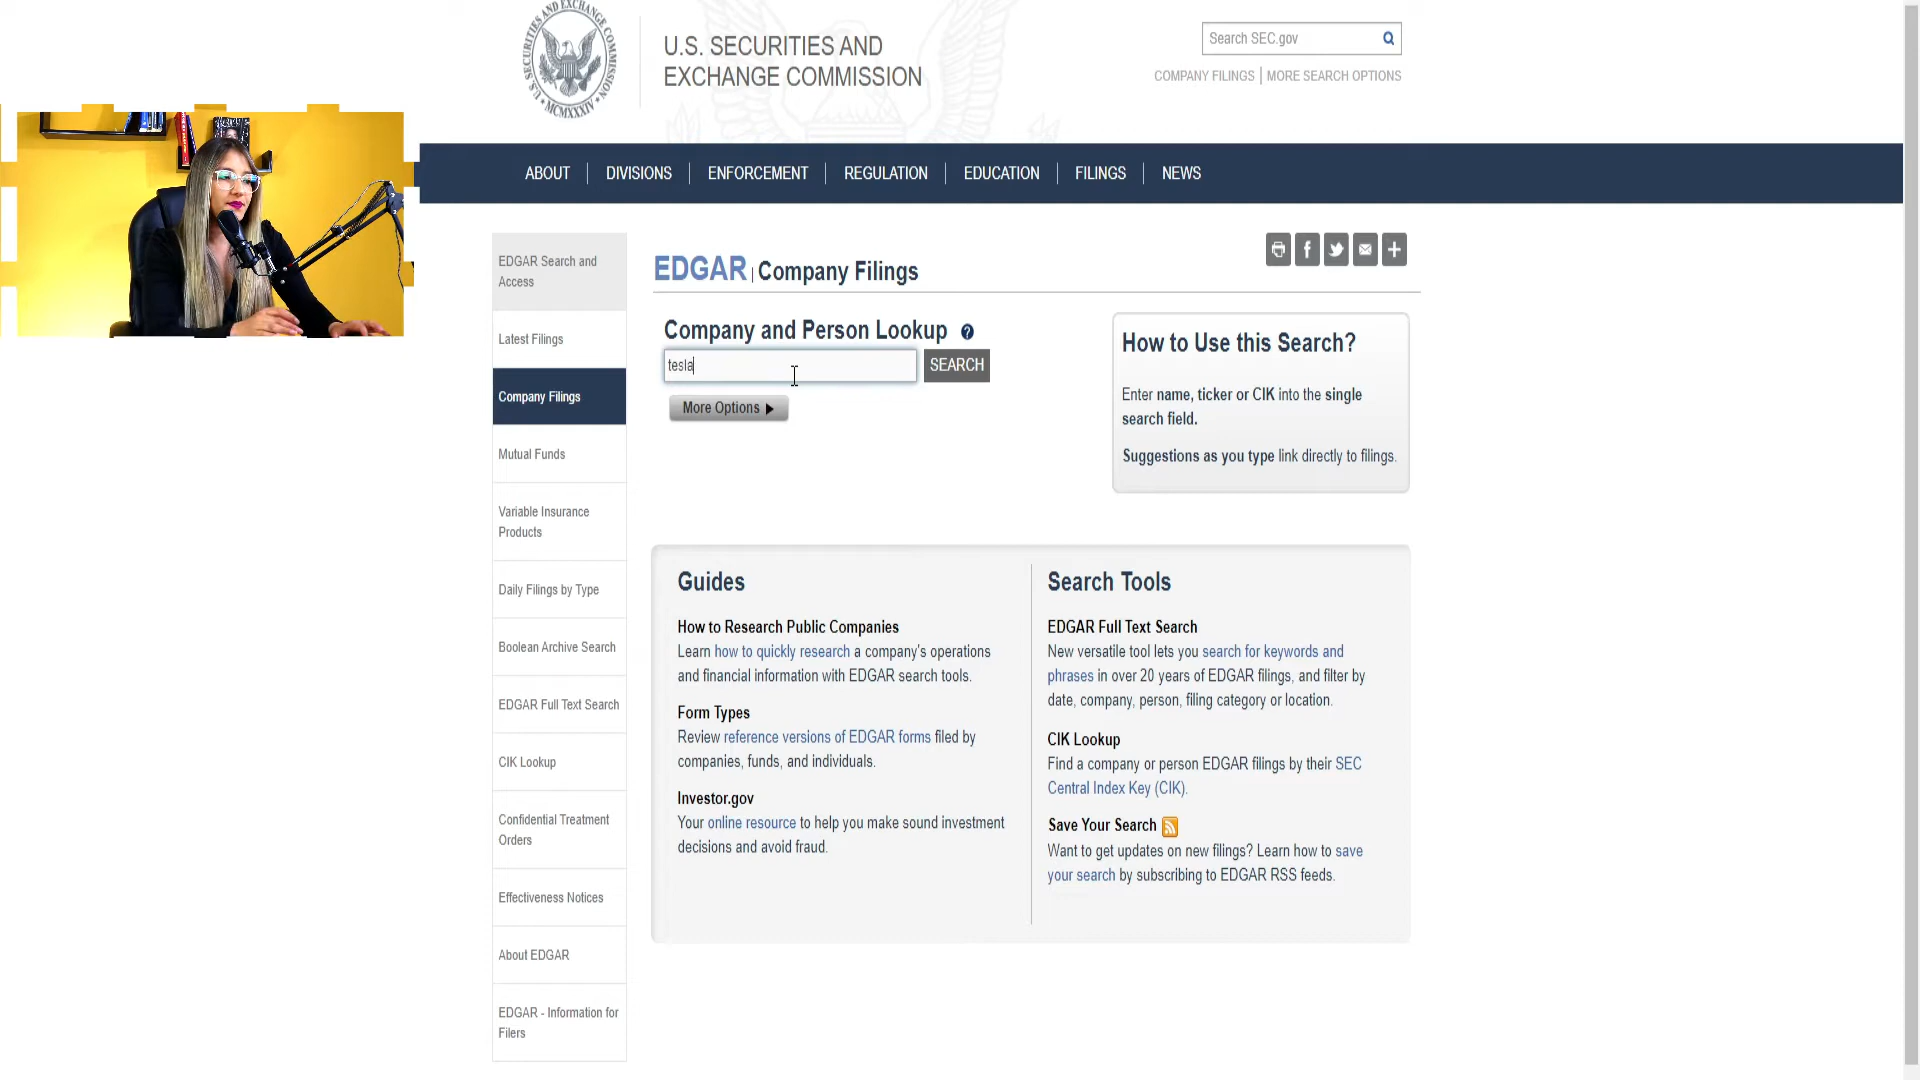 U.S. SECURITIES AND EXCHANGE COMMISSION
MCMXXXIV
U.S. SECURITIES AND
EXCHANGE COMMISSION
Search SEC.gov
COMPANY FILINGS | MORE SEARCH OPTIONS
ABOUT
DIVISIONS
ENFORCEMENT
REGULATION
EDUCATION
FILINGS
NEWS
EDGAR Search and
Access
Latest Filings
Company Filings
Mutual Funds
Variable Insurance
Products
Daily Filings by Type
Boolean Archive Search
EDGAR Full Text Search
CIK Lookup
Confidential Treatment
Orders
Effectiveness Notices
About EDGAR
EDGAR - Information for
Filers
EDGAR | Company Filings
Company and Person Lookup ?
tesla
SEARCH
More Options
How to Use this Search?
Enter name, ticker or CIK into the single
search field.
Suggestions as you type link directly to filings.
Guides
How to Research Public Companies
Learn how to quickly research a company's operations
and financial information with EDGAR search tools.
Form Types
Review reference versions of EDGAR forms filed by
companies, funds, and individuals.
Investor.gov
Your online resource to help you make sound investment
decisions and avoid fraud.
Search Tools
EDGAR Full Text Search
New versatile tool lets you search for keywords and
phrases in over 20 years of EDGAR filings, and filter by
date, company, person, filing category or location.
CIK Lookup
Find a company or person EDGAR filings by their SEC
Central Index Key (CIK).
Save Your Search
Want to get updates on new filings? Learn how to save
your search by subscribing to EDGAR RSS feeds.